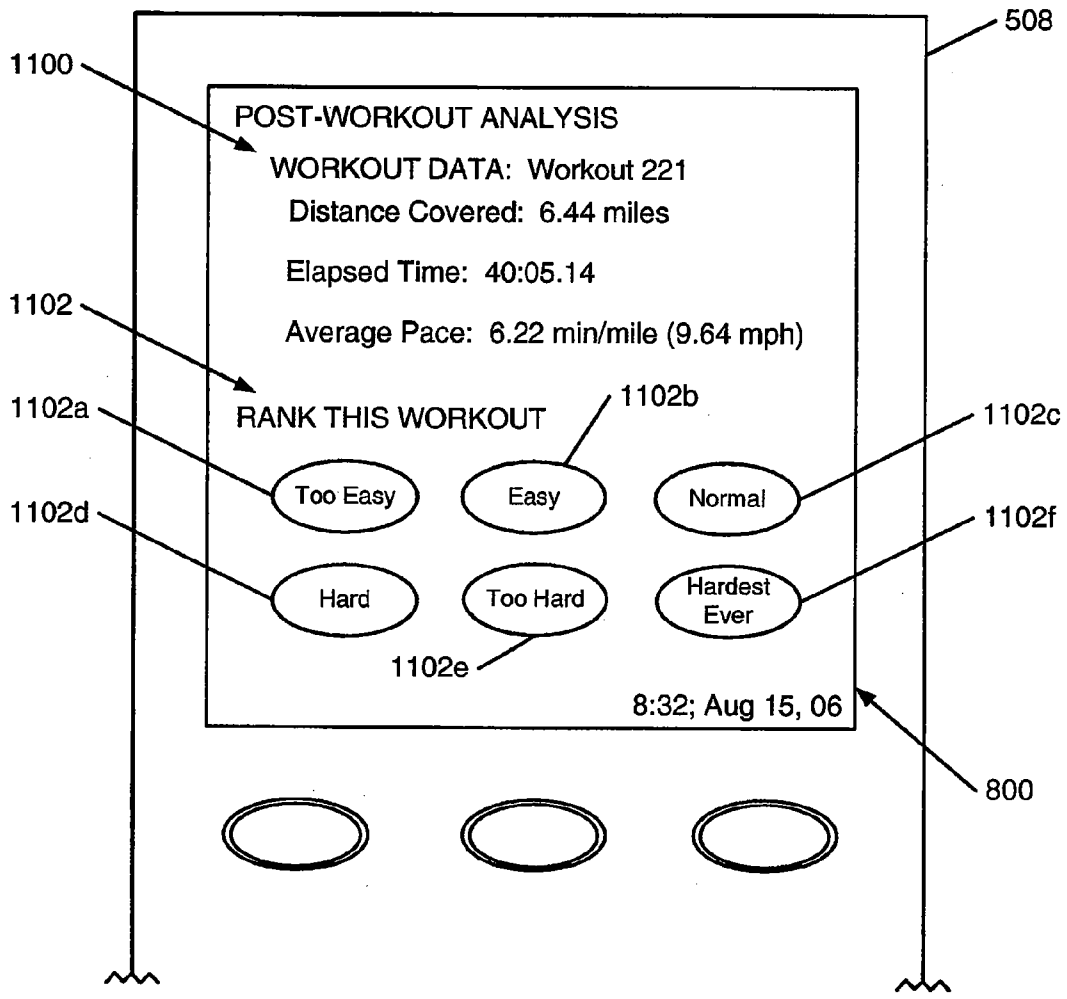 508
1100
POST-WORKOUT ANALYSIS
WORKOUT DATA: Workout 221
Distance Covered: 6.44 miles
Elapsed Time: 40:05.14
1102
Average Pace: 6.22 min/mile (9.64 mph)
1102b
1102a
RANK THIS WORKOUT
1102c
Too Easy Easy Normal
1102d
1102f
Hard Too Hard Hardest
Ever
1102e
8:32; Aug 15, 06
800